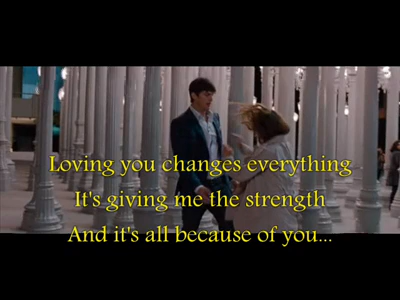 Loving you changes everything
It's giving me the strength
And it's all because of you...